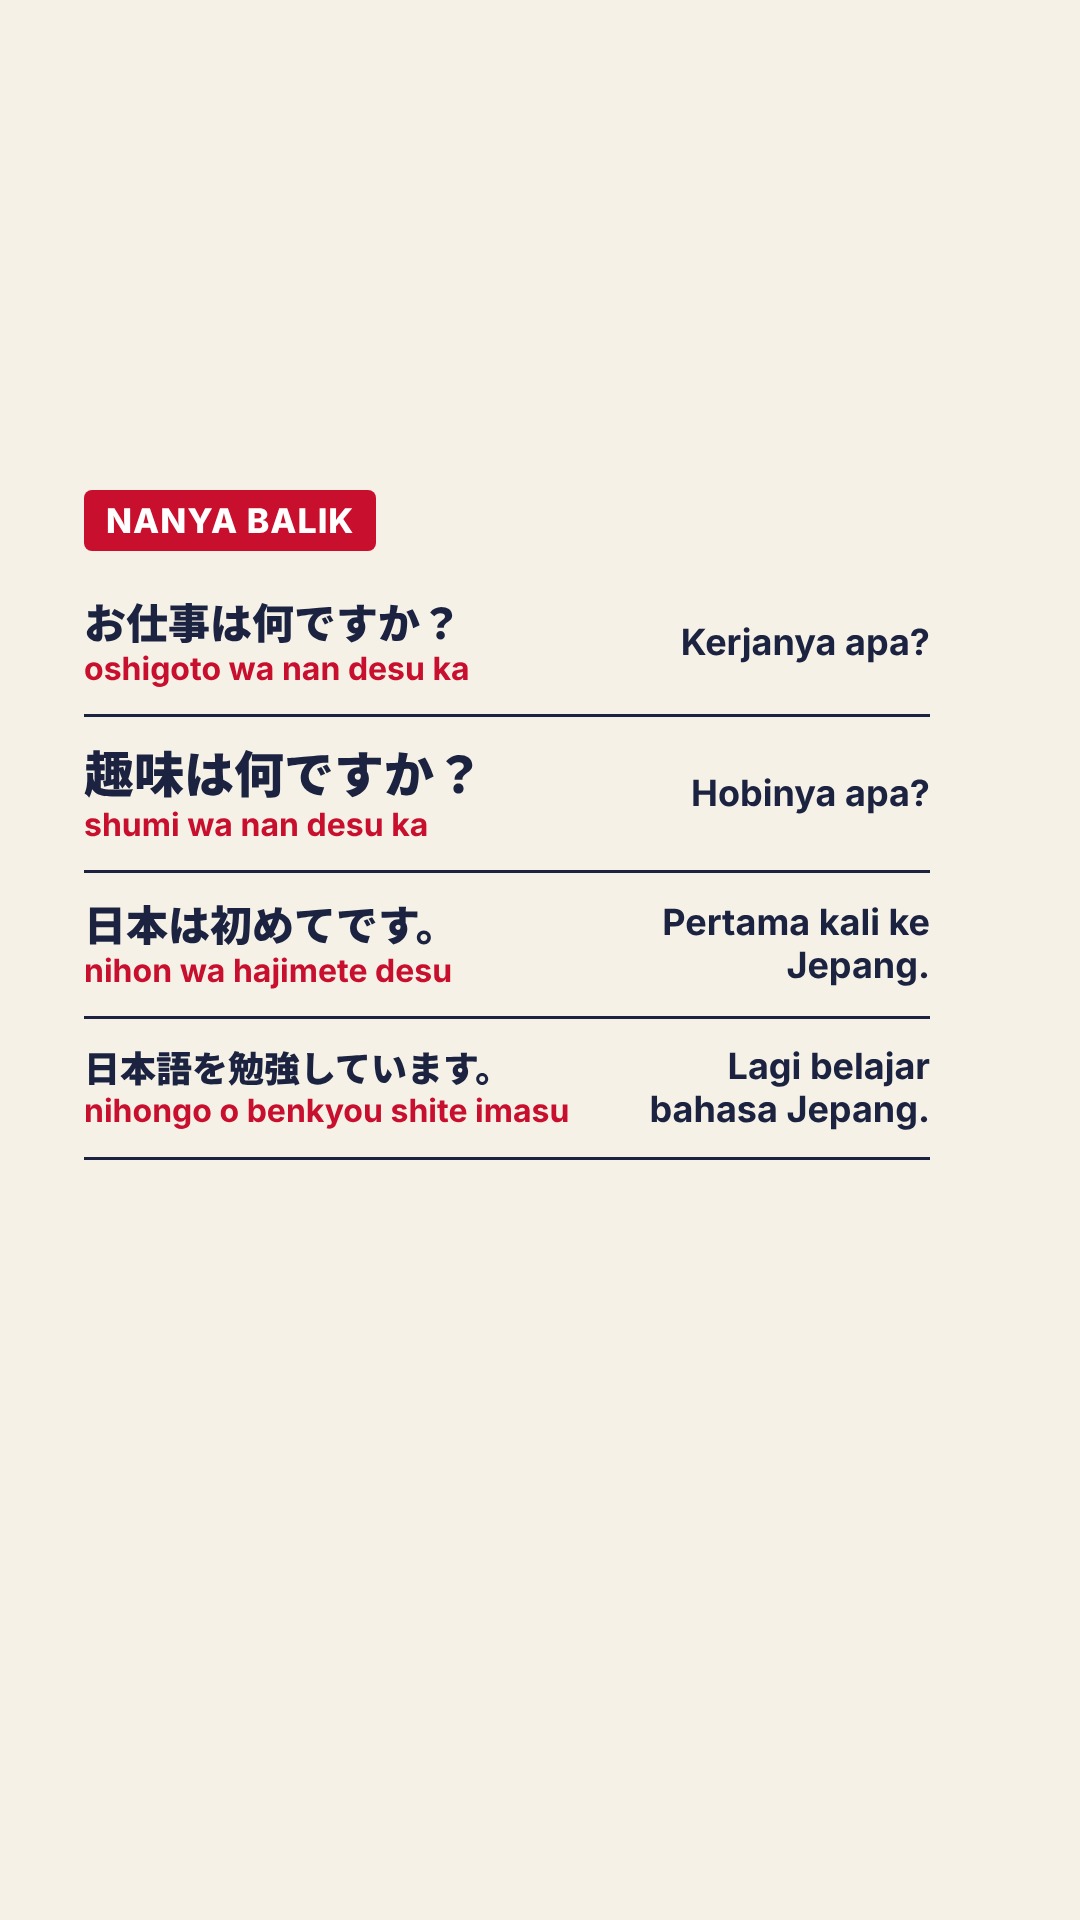 NANYA BALIK
お仕事は何ですか？
oshigoto wa nan desu ka
Kerjanya apa?
趣味は何ですか？
shumi wa nan desu ka
Hobinya apa?
日本は初めてです。
nihon wa hajimete desu
Pertama kali ke
Jepang.
日本語を勉強しています。
nihongo o benkyou shite imasu
Lagi belajar
bahasa Jepang.